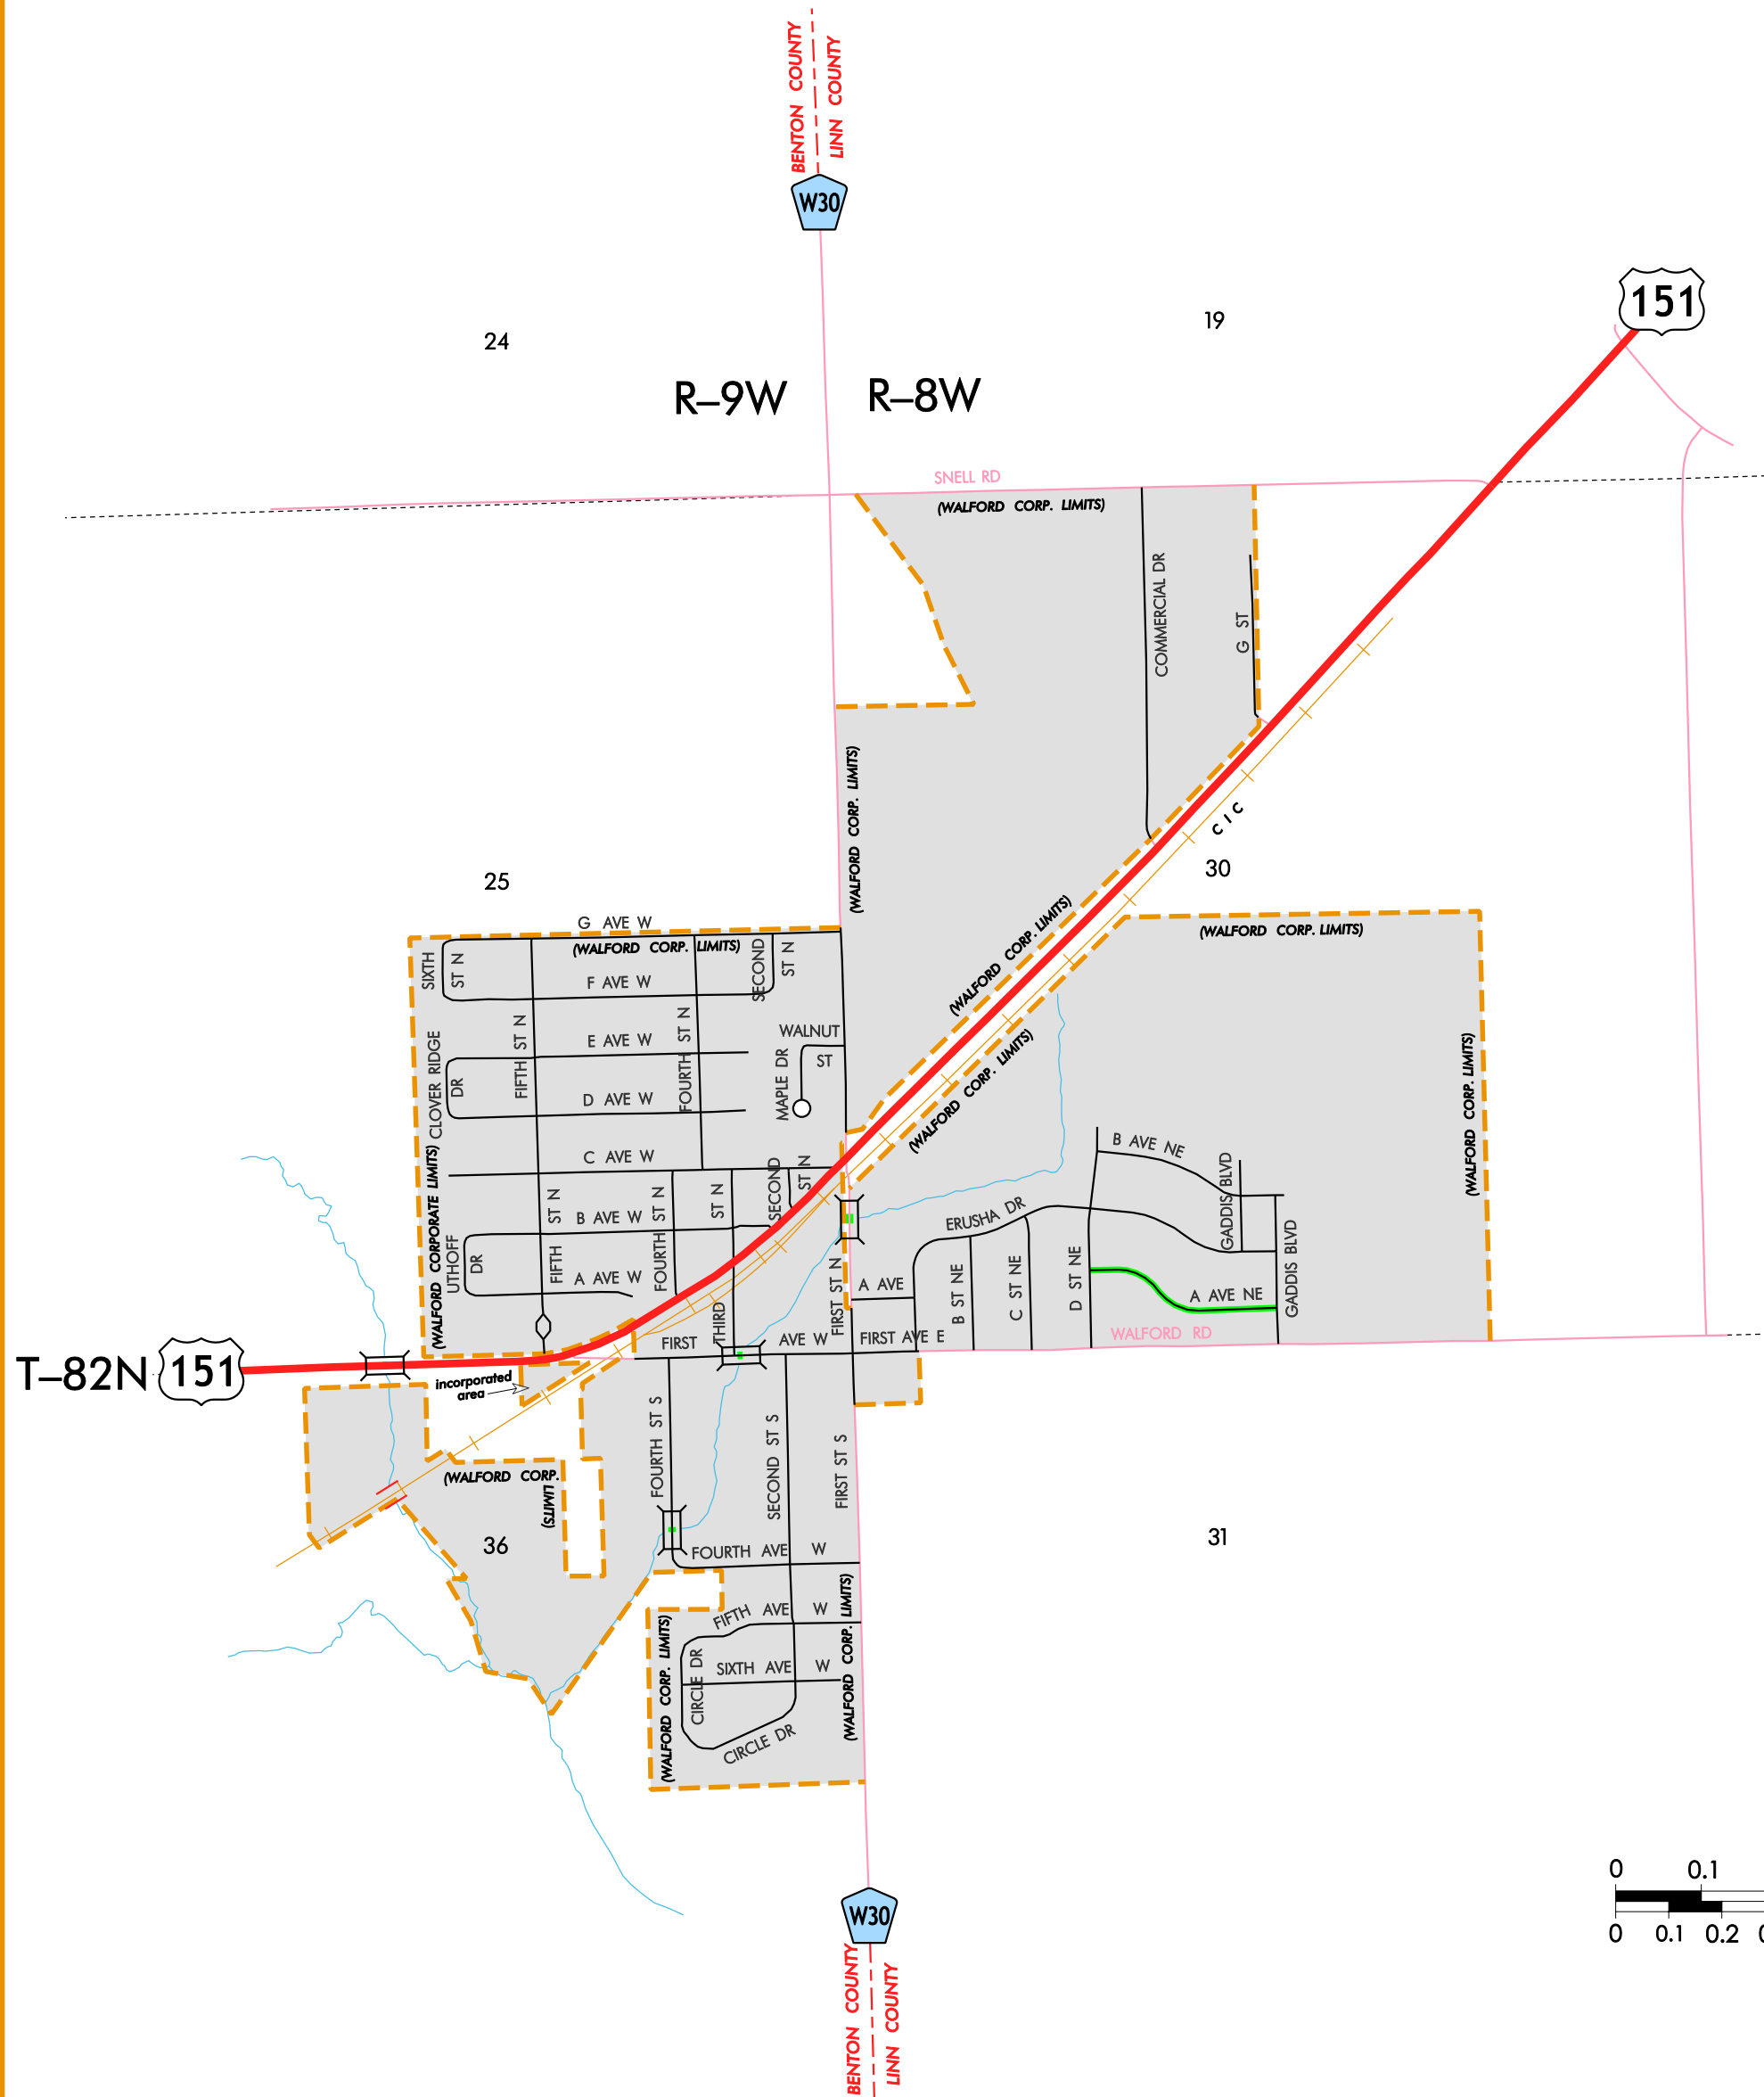 BENTON COUNTY
LINN COUNTY
W30
151
24
19
R–9W
R–8W
SNELL RD
(WALFORD CORP. LIMITS)
COMMERCIAL DR
G ST
(WALFORD CORP. LIMITS)
C I C
25
30
G AVE W
(WALFORD CORP. LIMITS)
(WALFORD CORP. LIMITS)
(WALFORD CORP. LIMITS)
SIXTH
ST N
SECOND
ST N
F AVE W
FIFTH ST N
FOURTH ST N
E AVE W
WALNUT
ST
MAPLE DR
CLOVER RIDGE
DR
D AVE W
(WALFORD CORP. LIMITS)
(WALFORD CORP. LIMITS)
C AVE W
B AVE NE
GADDIS BLVD
(WALFORD CORPORATE LIMITS)
ST N
FIFTH
B AVE W
ST N
FOURTH
ST N
THIRD
SECOND
ST N
ERUSHA DR
UTHOFF
DR
A AVE W
FIRST ST N
A AVE
B ST NE
C ST NE
D ST NE
A AVE NE
GADDIS BLVD
FIRST
AVE W
FIRST AVE E
WALFORD RD
T–82N
151
incorporated
area
FOURTH ST S
SECOND ST S
FIRST ST S
(WALFORD CORP.
LIMITS)
36
31
FOURTH AVE W
FIFTH AVE W
(WALFORD CORP. LIMITS)
(WALFORD CORP. LIMITS)
CIRCLE DR
SIXTH AVE W
CIRCLE DR
0 0.1
0 0.1 0.2
W30
BENTON COUNTY
LINN COUNTY